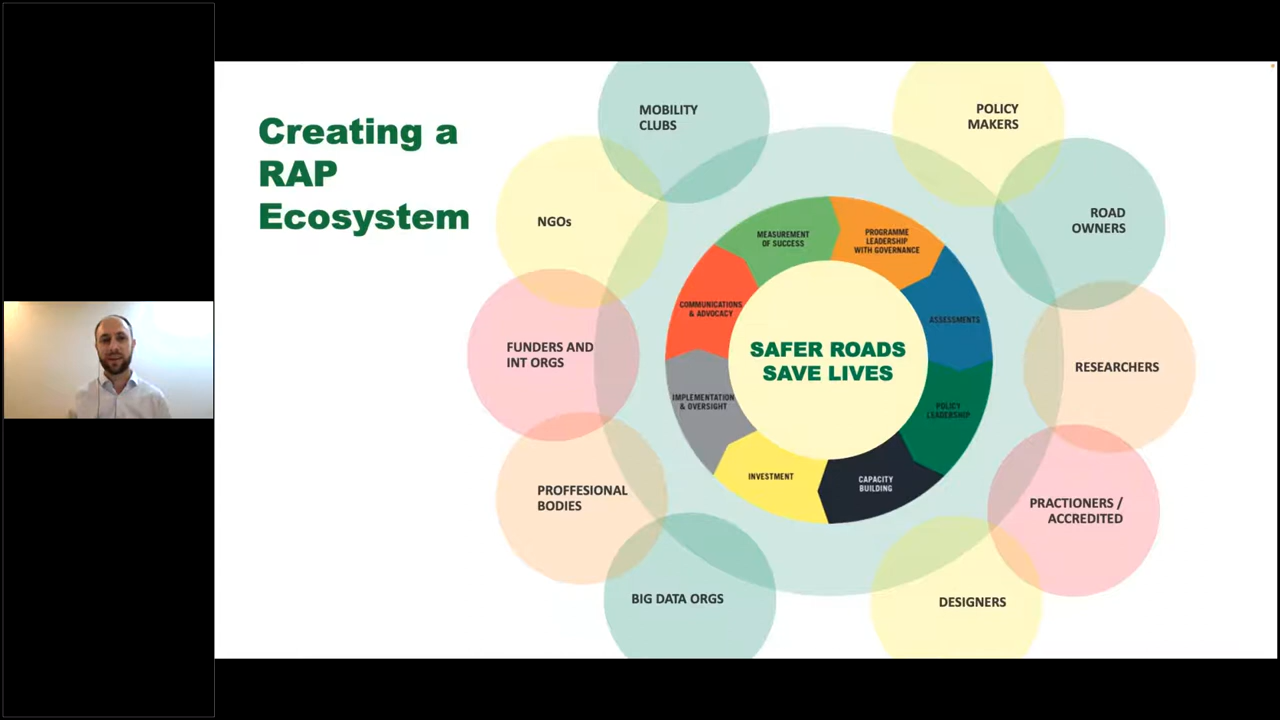 Creating a
RAP
Ecosystem
MOBILITY
CLUBS
POLICY
MAKERS
NGOs
ROAD
OWNERS
FUNDERS AND
INT ORGS
RESEARCHERS
PROFFESIONAL
BODIES
PRACTIONERS /
ACCREDITED
BIG DATA ORGS
DESIGNERS
MEASUREMENT
OF SUCCESS
PROGRAMME
LEADERSHIP
WITH GOVERNANCE
COMMUNICATIONS
& ADVOCACY
ASSESSMENTS
SAFER ROADS
SAVE LIVES
IMPLEMENTATION
& OVERSIGHT
POLICY
LEADERSHIP
INVESTMENT
CAPACITY
BUILDING